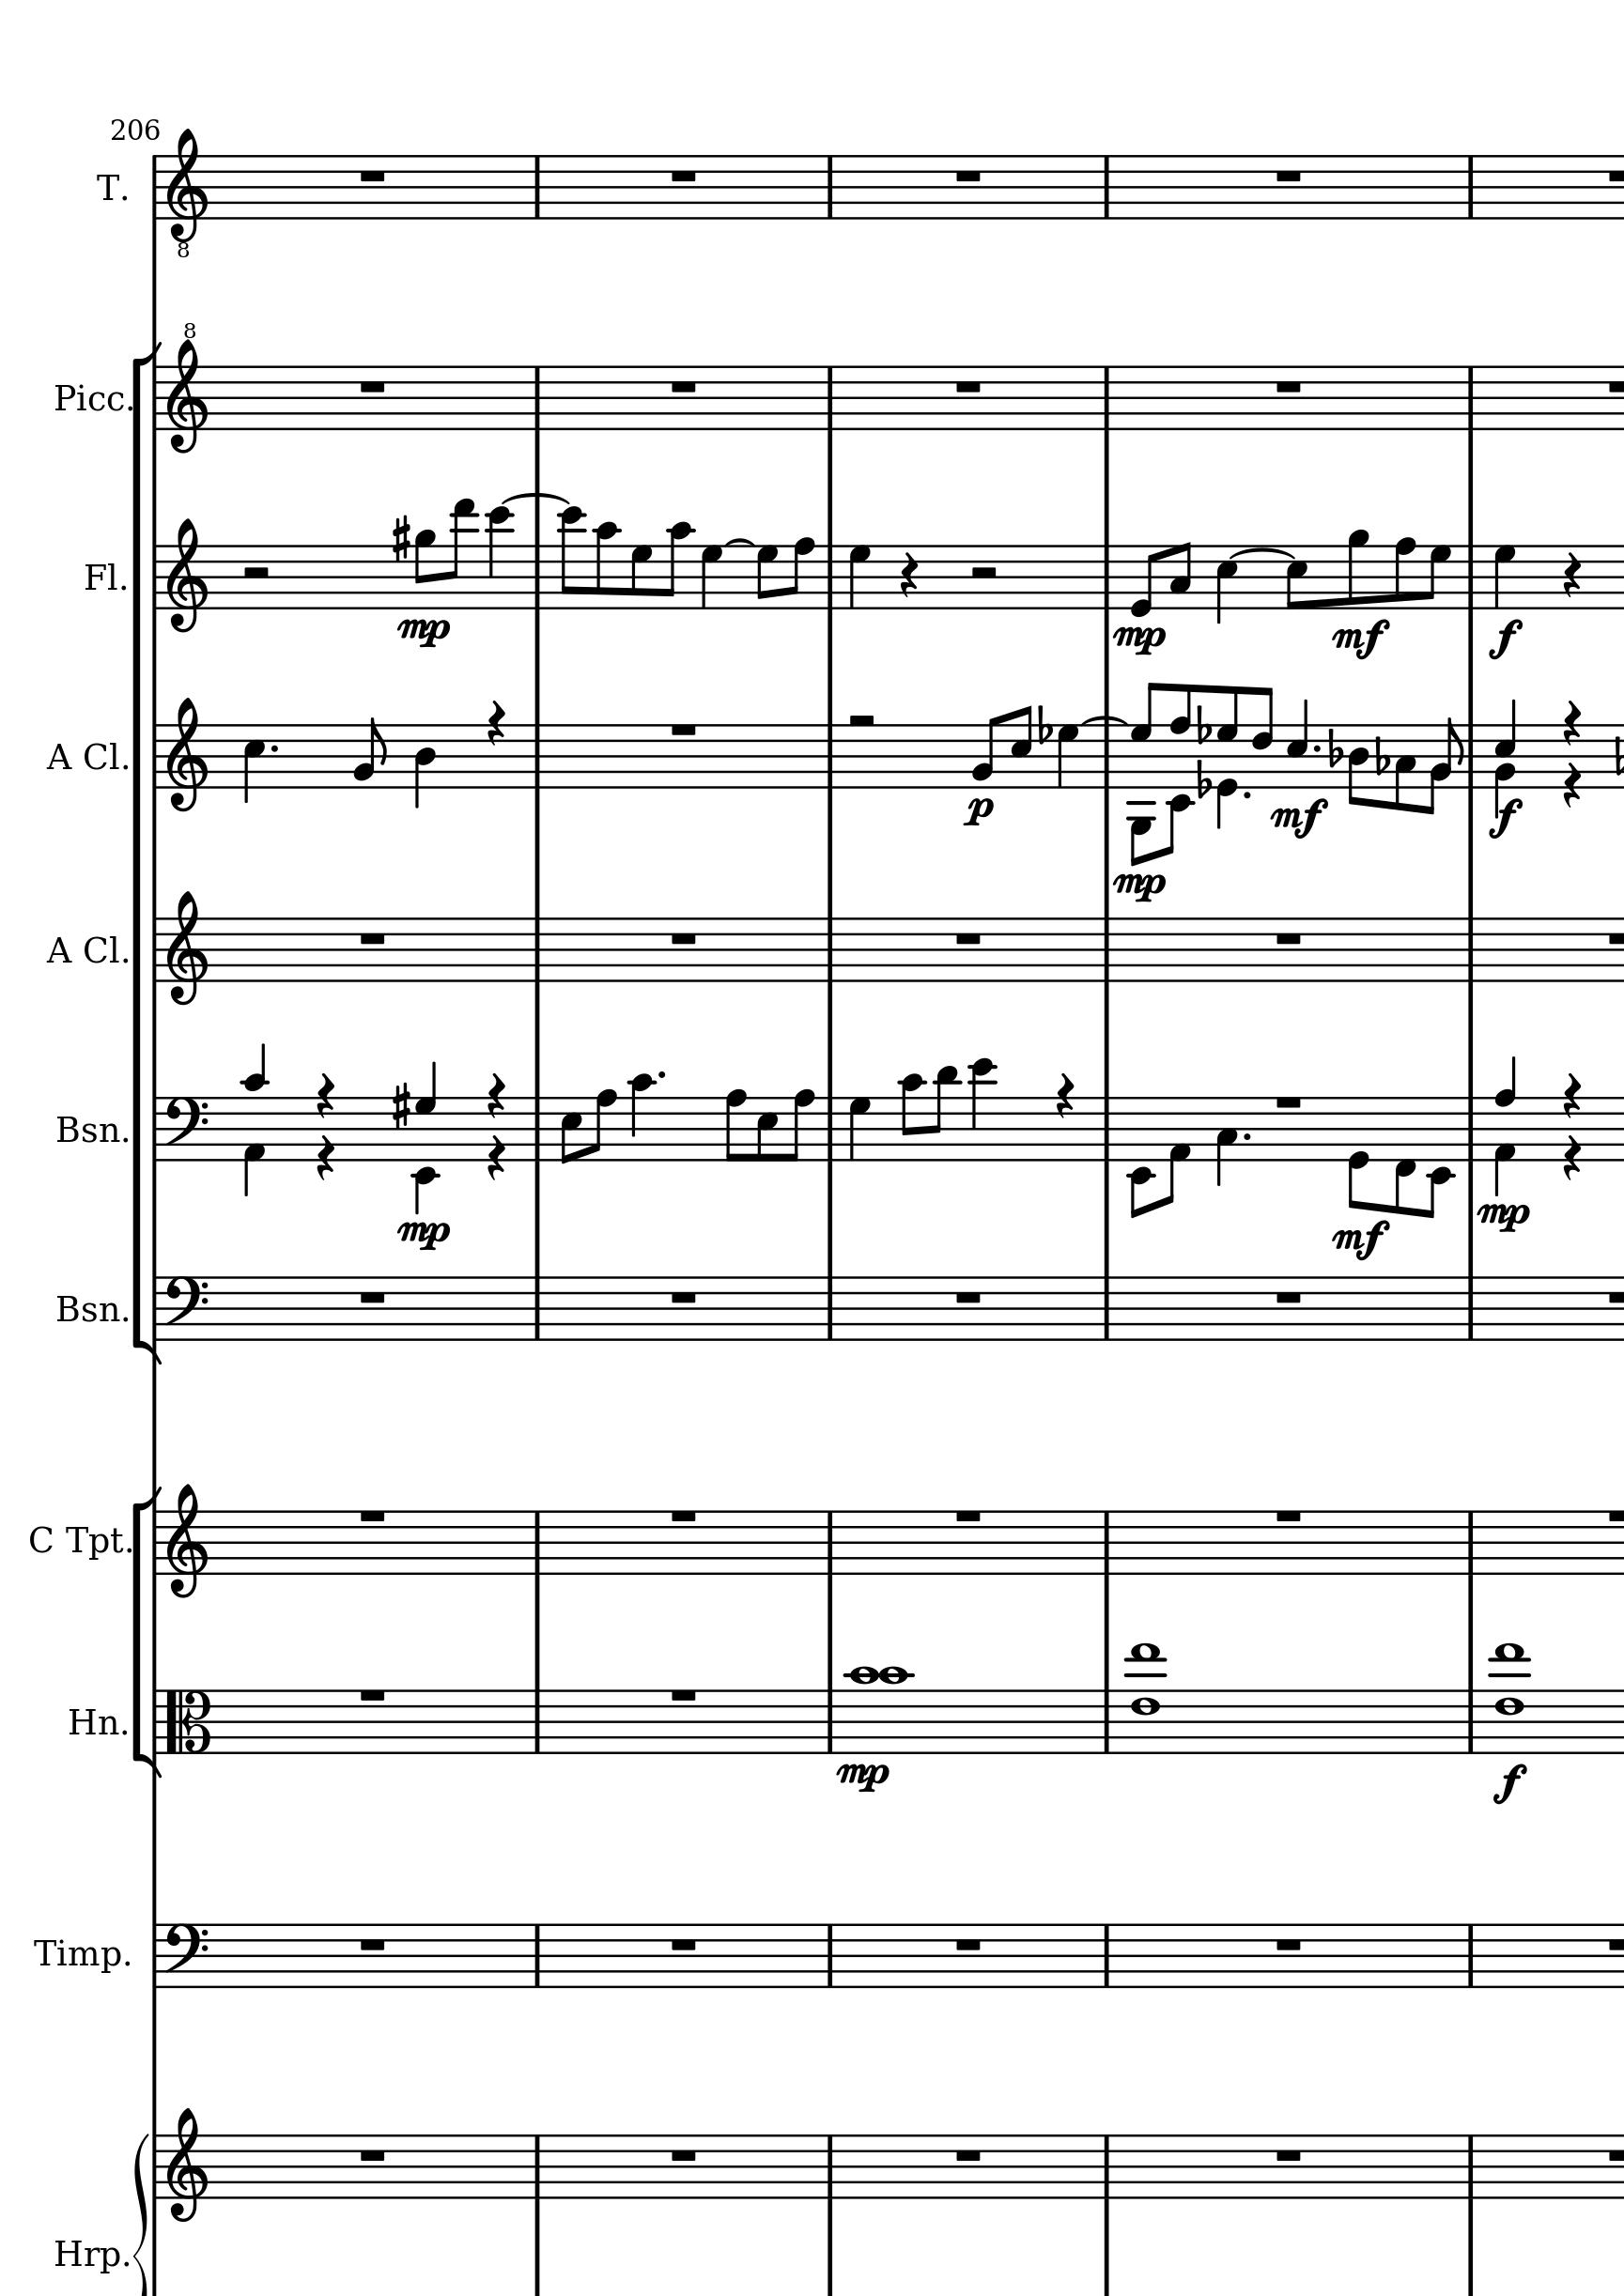 206
T.
8
8
Picc.
Fl.
mp
mp
mf
f
A Cl.
p
mp
mf
f
A Cl.
Bsn.
mp
mf
mp
Bsn.
C Tpt.
Hn.
mp
f
Timp.
Hrp.